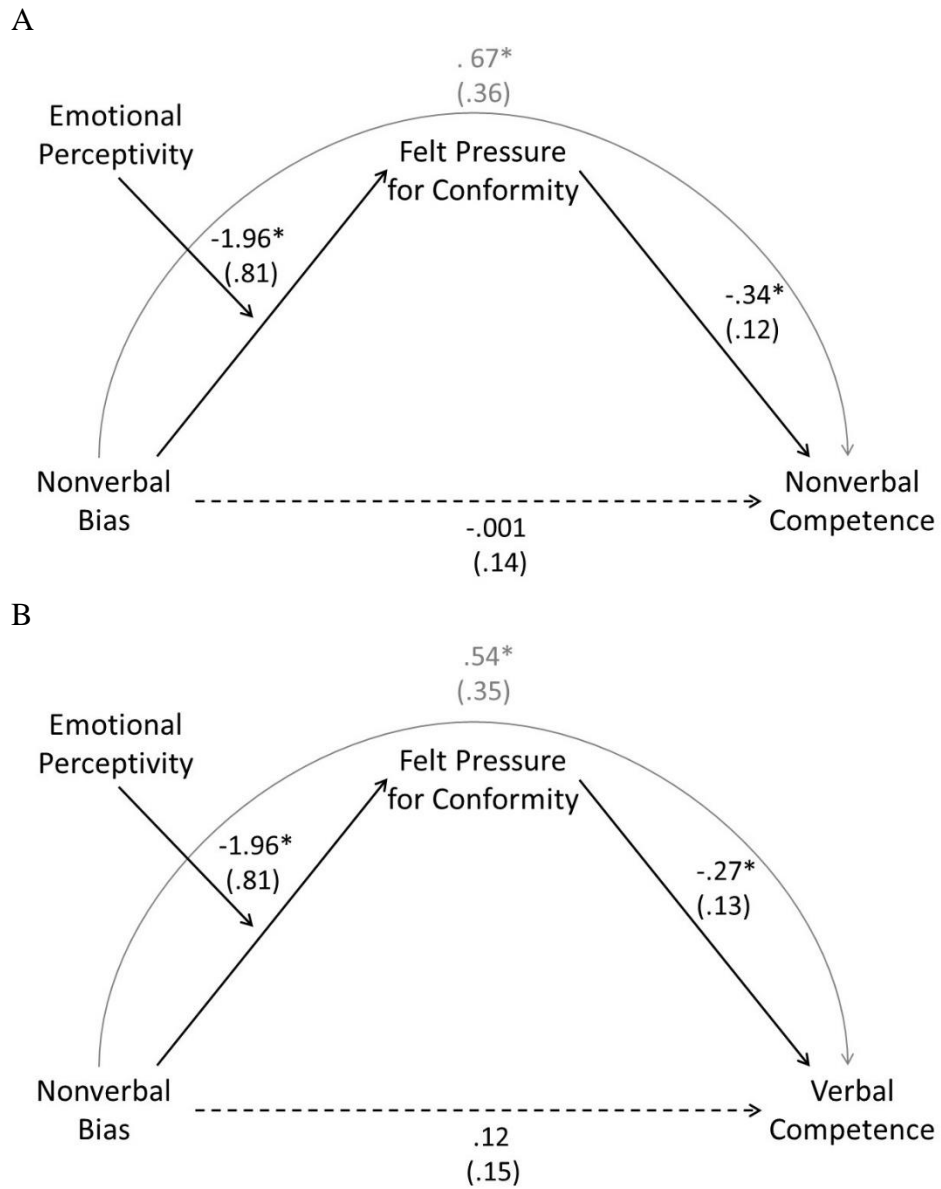 A
. 67*
(.36)
Emotional
Perceptivity
Felt Pressure
for Conformity
-1.96*
(.81)
-.34*
(.12)
Nonverbal
Bias
Nonverbal
Competence
-.001
(.14)
B
.54*
(.35)
Emotional
Perceptivity
Felt Pressure
for Conformity
-1.96*
(.81)
-.27*
(.13)
Nonverbal
Bias
Verbal
Competence
.12
(.15)